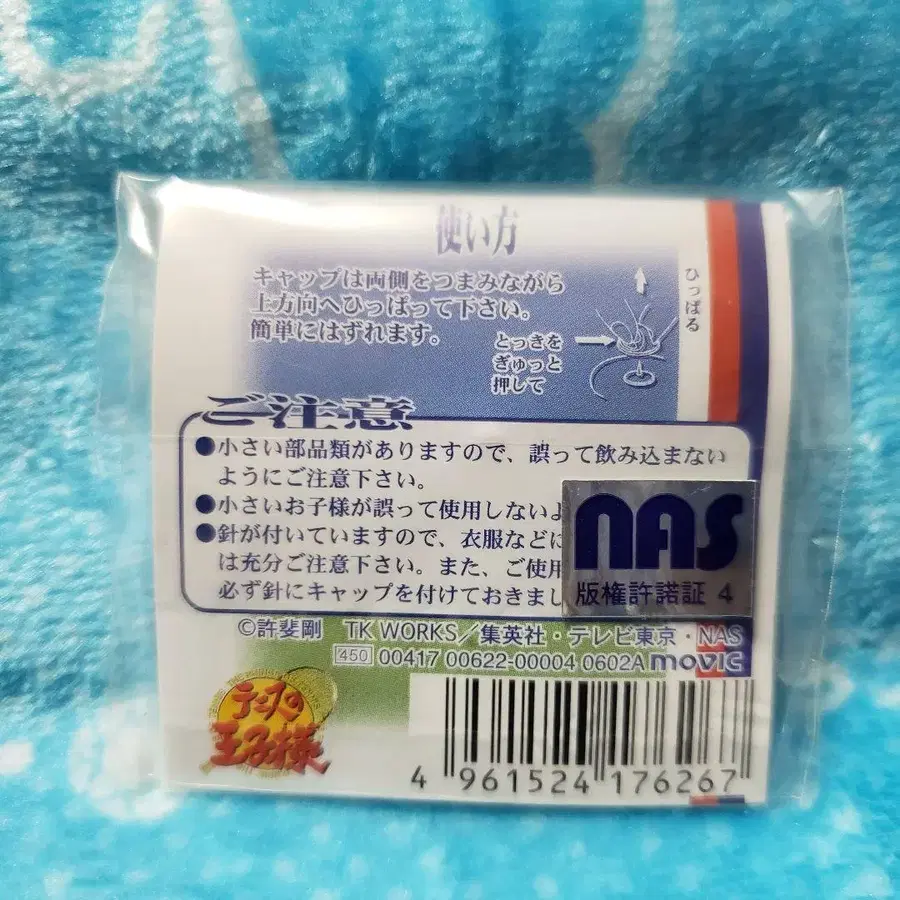 使い方
キャップは両側をつまみながら
上方向へひっぱって下さい。
簡単にはずれます。
ひっぱる
とっきを
ぎゅっと
押して
ご注意
●小さい部品類がありますので、誤って飲み込まない
ようにご注意下さい。
●小さいお子様が誤って使用しないよ
●針が付いていますので、衣服などに
は充分ご注意下さい。また、ご使用
必ず針にキャップを付けておきまし
nas
版権許諾証 4
©許斐剛 TK WORKS/集英社・テレビ東京・NAS
450 00417 00622-00004 0602A movic
テニスの
王子様
4 961524 176267